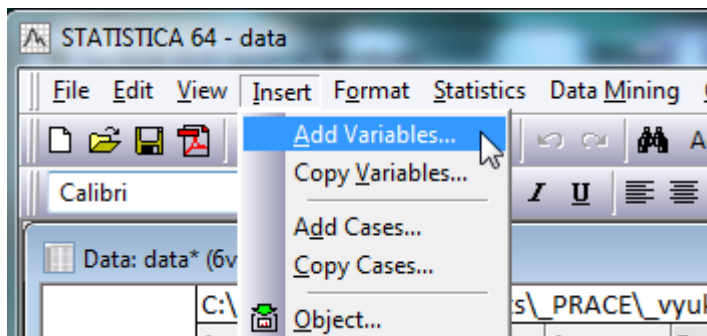 STATISTICA 64 - data
File Edit View Insert Format Statistics Data Mining
Add Variables...
Copy Variables...
Calibri I U
Add Cases...
Data: data* (6v
Copy Cases...
C:\ s\_PRACE\_vyuk
Object...